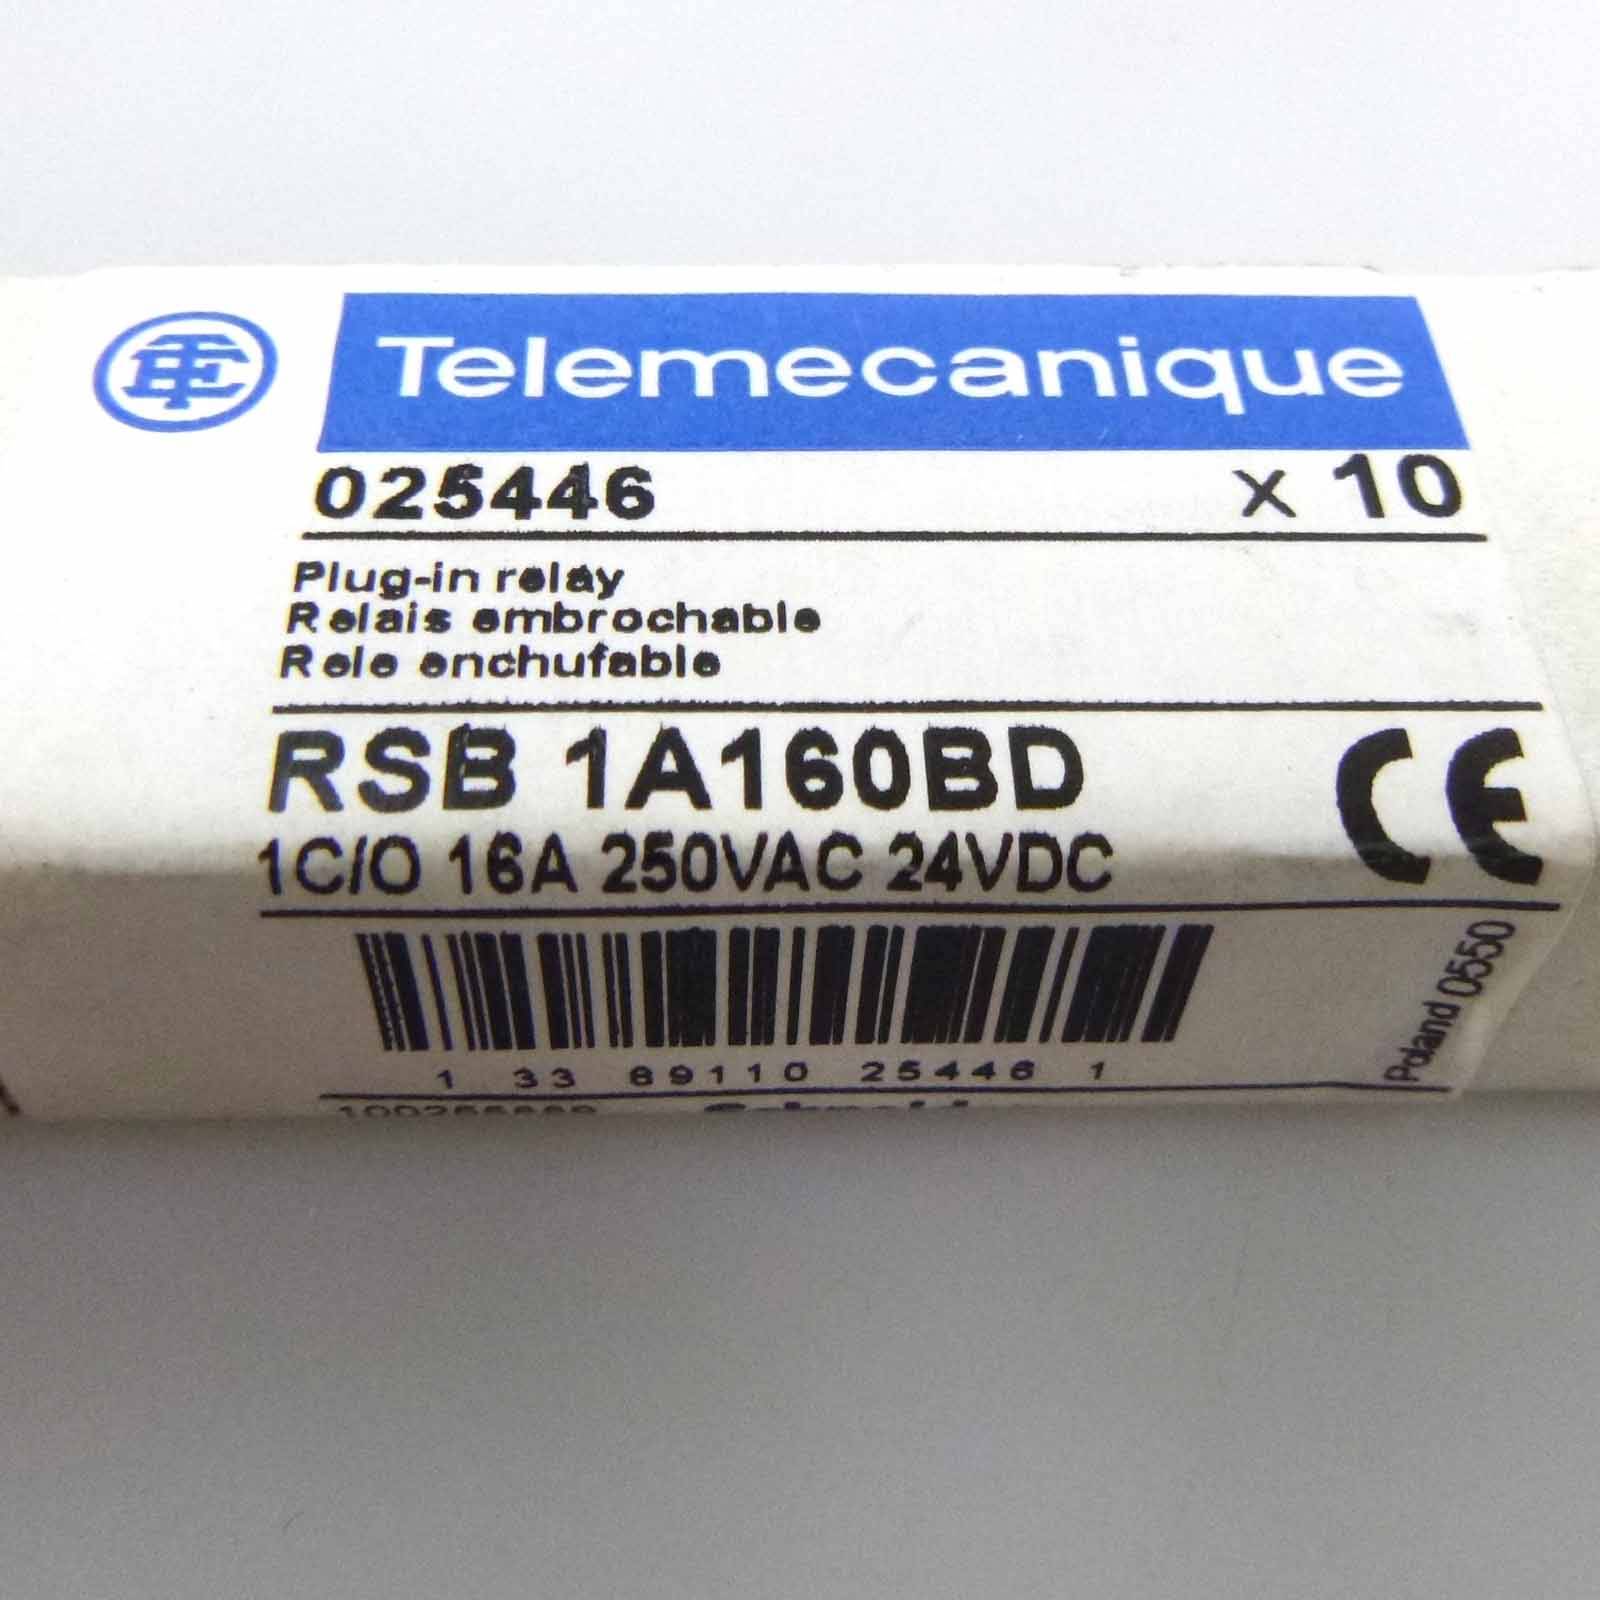 Telemecanique
025446 x 10
Plug-in relay
Relais embrochable
Rele enchufable
RSB 1A160BD
1C/O 16A 250VAC 24VDC
CE
Poland 0550
1 33 89110 25446 1